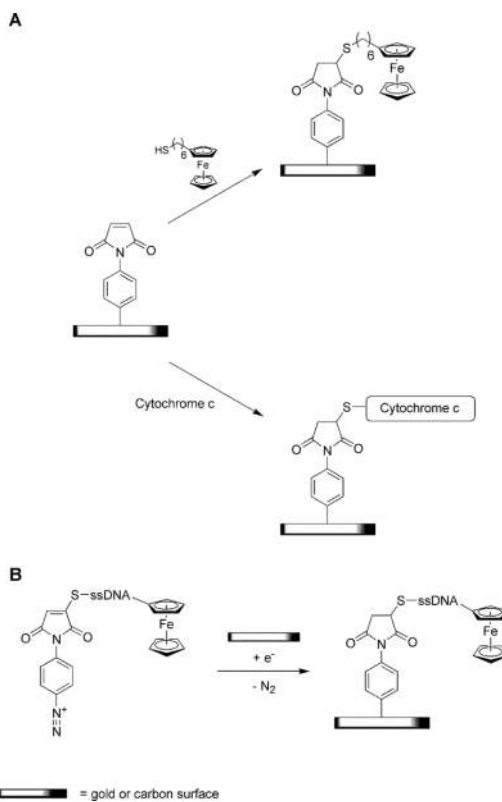 A
S
6
Fe
O
N
O
HS
6
Fe
O
N
O
Cytochrome c
S
Cytochrome c
O
N
O
B
S
ssDNA
Fe
O
N
O
N+
N
+ e-
- N2
S
ssDNA
Fe
O
N
O
= gold or carbon surface